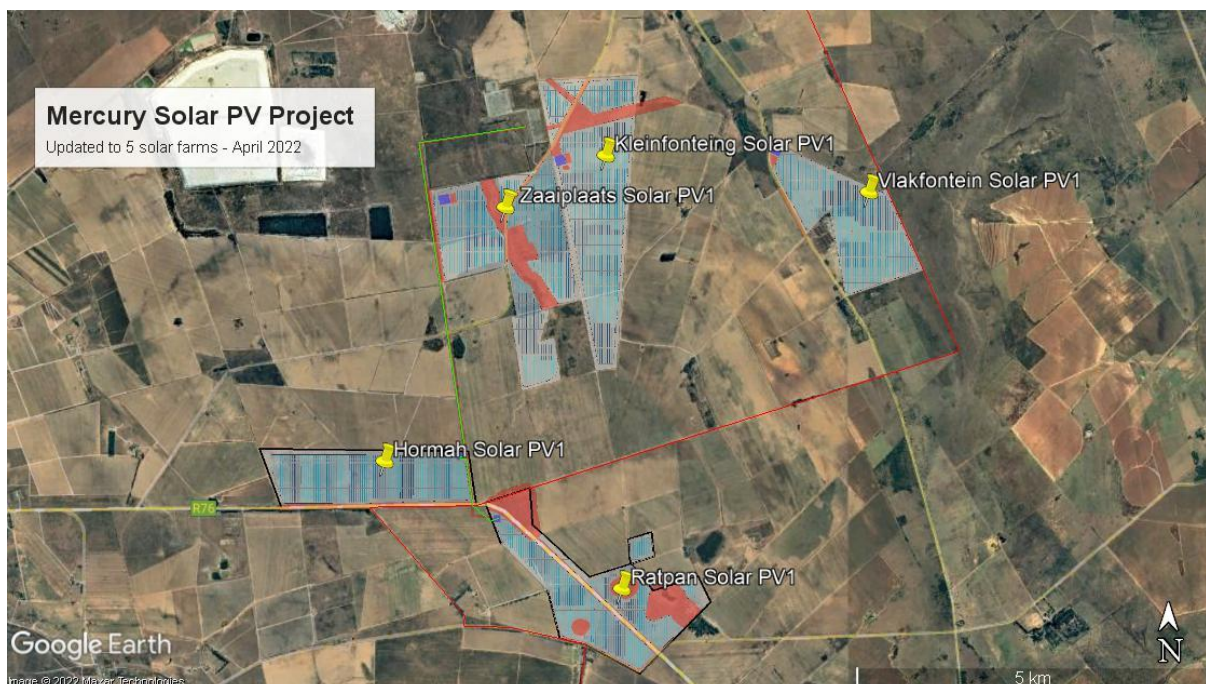 Mercury Solar PV Project
Updated to 5 solar farms - April 2022
Kleinfonteing Solar PV1
Vlakfontein Solar PV1
Zaaiplaats Solar PV1
Hormah Solar PV1
R76
Ratpan Solar PV1
Google Earth
N
Image © 2022 Maxar Technologies
5 km